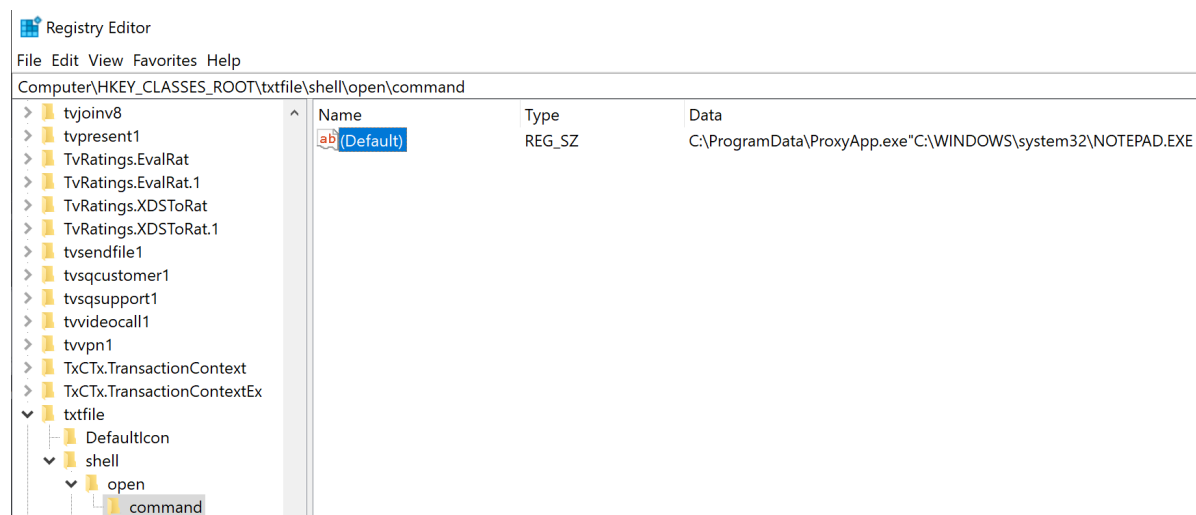 Registry Editor
File Edit View Favorites Help
Computer\HKEY_CLASSES_ROOT\txtfile\shell\open\command
tvjoinv8
tvpresent1
TvRatings.EvalRat
TvRatings.EvalRat.1
TvRatings.XDSToRat
TvRatings.XDSToRat.1
tvsendfile1
tvsqcustomer1
tvsqsupport1
tvvideocall1
tvvpn1
TxCTx.TransactionContext
TxCTx.TransactionContextEx
txtfile
DefaultIcon
shell
open
command
Name Type Data
ab (Default) REG_SZ C:\ProgramData\ProxyApp.exe"C:\WINDOWS\system32\NOTEPAD.EXE